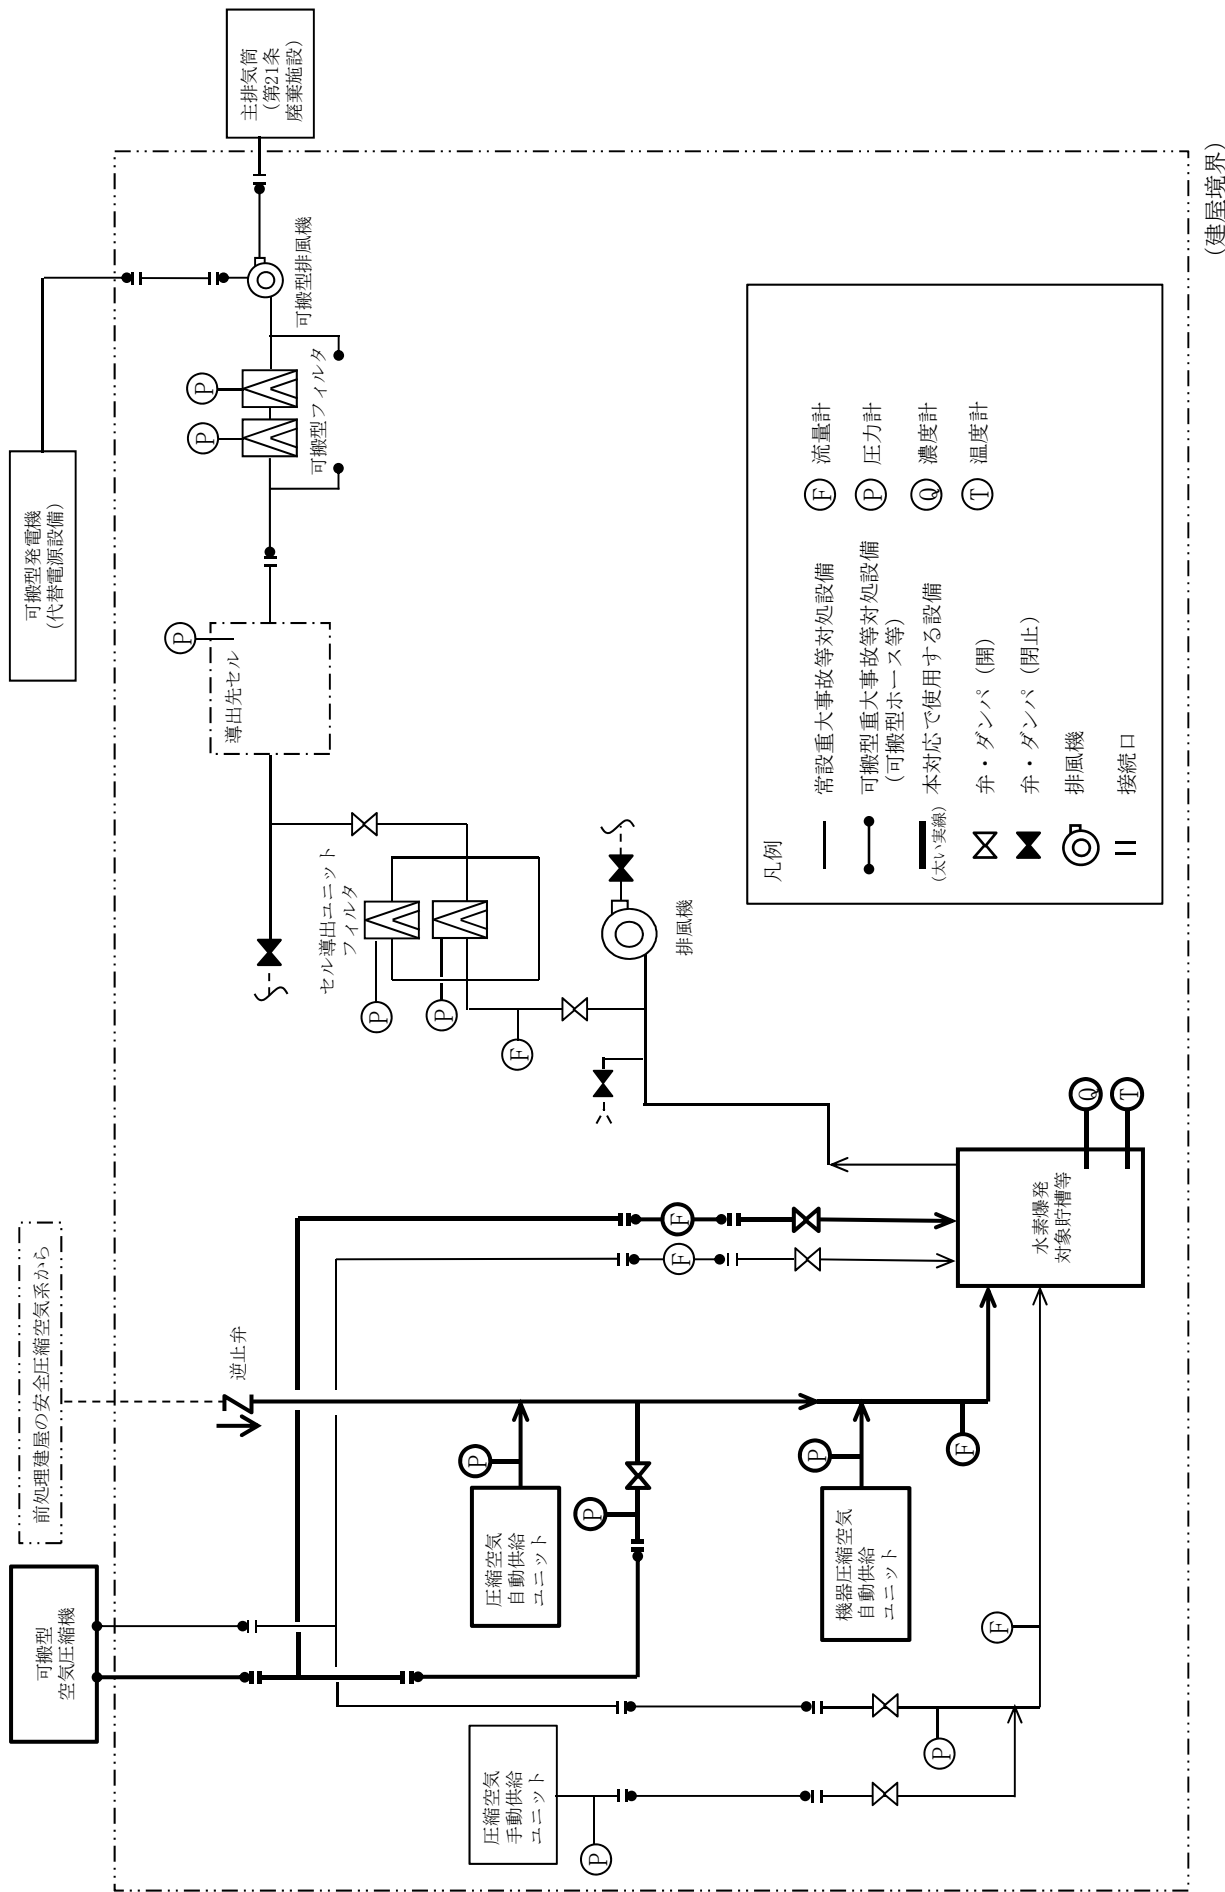 前処理建屋の安全圧縮空気系から
可搬型
空気圧縮機
可搬型発電機
(代替電源設備)
主排気筒
(第21条
廃棄施設)
逆止弁
導出先セル
P
P
P
可搬型フィルタ
可搬型排風機
セル導出ユニット
フィルタ
P
P
F
排風機
圧縮空気
手動供給
ユニット
P
圧縮空気
自動供給
ユニット
P
P
機器圧縮空気
自動供給
ユニット
P
F
F
F
P
F
水素爆発
対象貯槽等
Q
T
凡例
常設重大事故等対処設備
可搬型重大事故等対処設備
(可搬型ホース等)
本対応で使用する設備
(太い実線)
弁・ダンパ (開)
弁・ダンパ (閉止)
排風機
接続口
F 流量計
P 圧力計
Q 濃度計
T 温度計
(建屋境界)